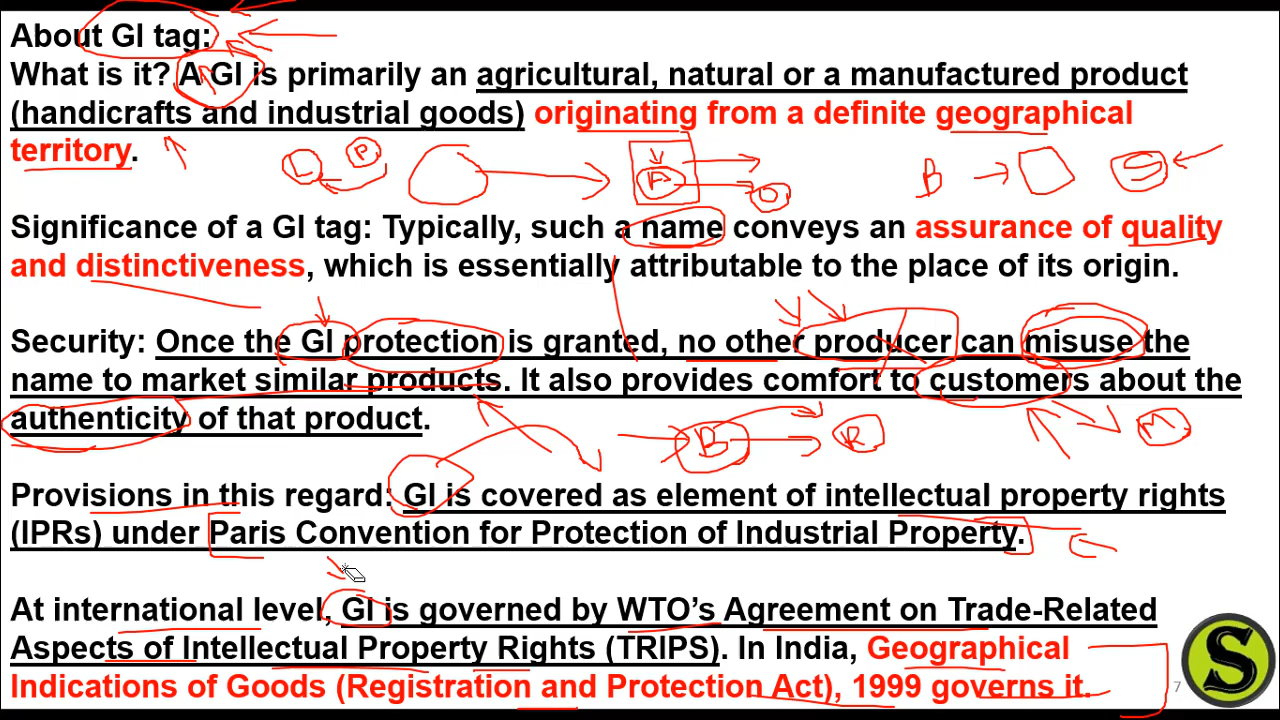 About GI tag:
What is it? A GI is primarily an agricultural, natural or a manufactured product
(handicrafts and industrial goods) originating from a definite geographical
territory.
L P A O B S
Significance of a GI tag: Typically, such a name conveys an assurance of quality
and distinctiveness, which is essentially attributable to the place of its origin.
Security: Once the GI protection is granted, no other producer can misuse the
name to market similar products. It also provides comfort to customers about the
authenticity of that product.
B R M
Provisions in this regard: GI is covered as element of intellectual property rights
(IPRs) under Paris Convention for Protection of Industrial Property.
At international level, GI is governed by WTO’s Agreement on Trade-Related
Aspects of Intellectual Property Rights (TRIPS). In India, Geographical
Indications of Goods (Registration and Protection Act), 1999 governs it.
S
7